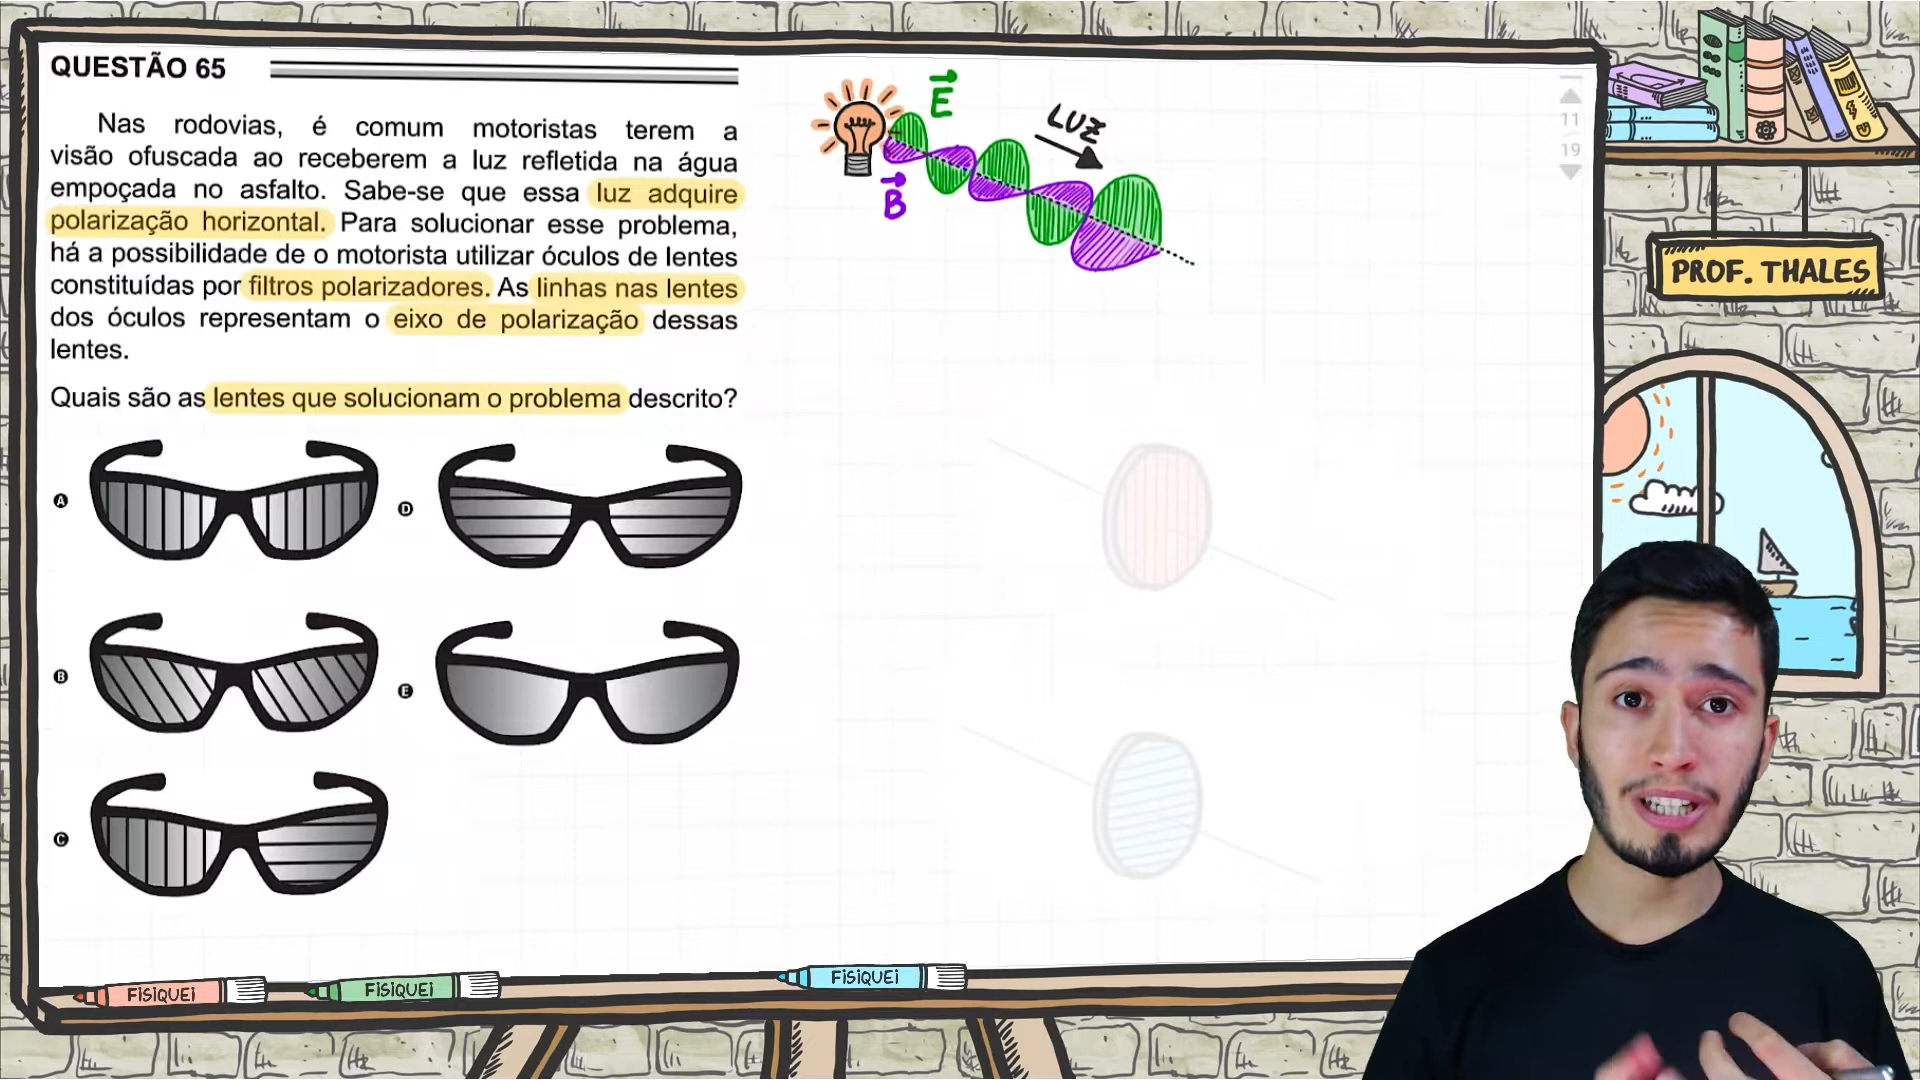 QUESTÃO 65
Nas rodovias, é comum motoristas terem a
visão ofuscada ao receberem a luz refletida na água
empoçada no asfalto. Sabe-se que essa luz adquire
polarização horizontal. Para solucionar esse problema,
há a possibilidade de o motorista utilizar óculos de lentes
constituídas por filtros polarizadores. As linhas nas lentes
dos óculos representam o eixo de polarização dessas
lentes.
Quais são as lentes que solucionam o problema descrito?
A
D
B
E
C
E
B
LUZ
11
19
PROF. THALES
FISIQUEI
FISIQUEI
FISIQUEI